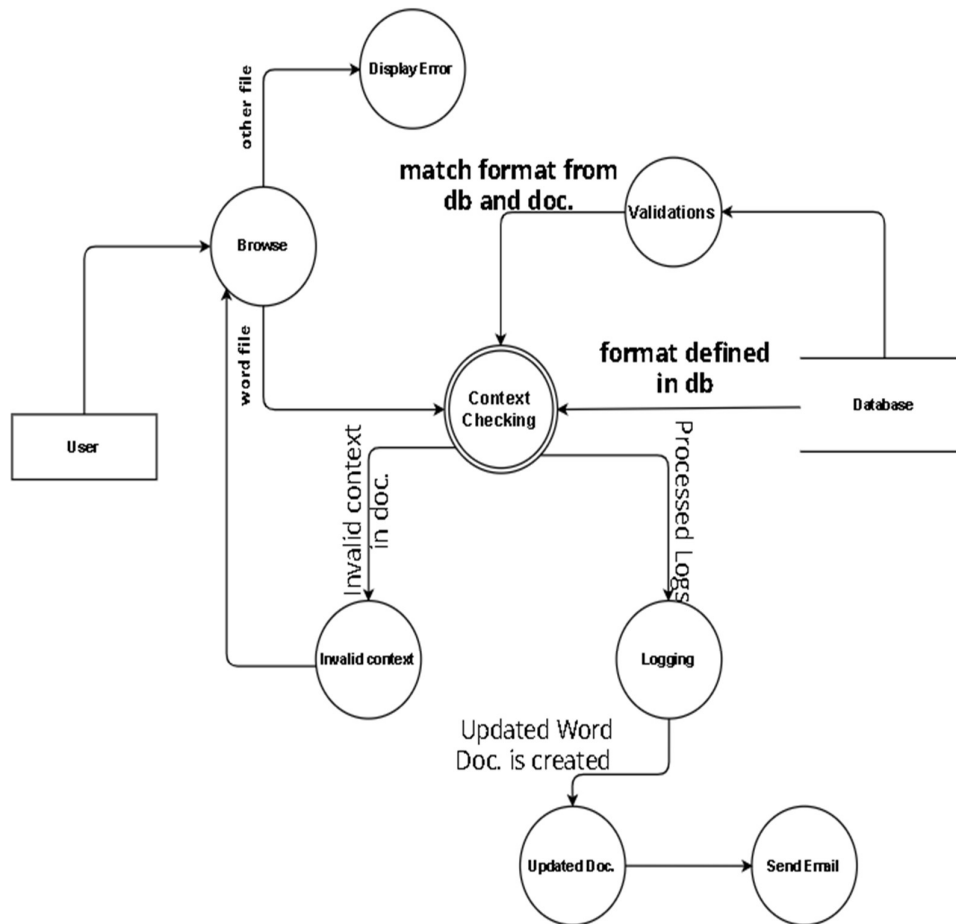 Display Error
other file
match format from
db and doc.
Validations
Browse
word file
format defined
in db
Context
Checking
Database
User
Invalid context
in doc.
Processed Logs
Invalid context
Logging
Updated Word
Doc. is created
Updated Doc.
Send Email